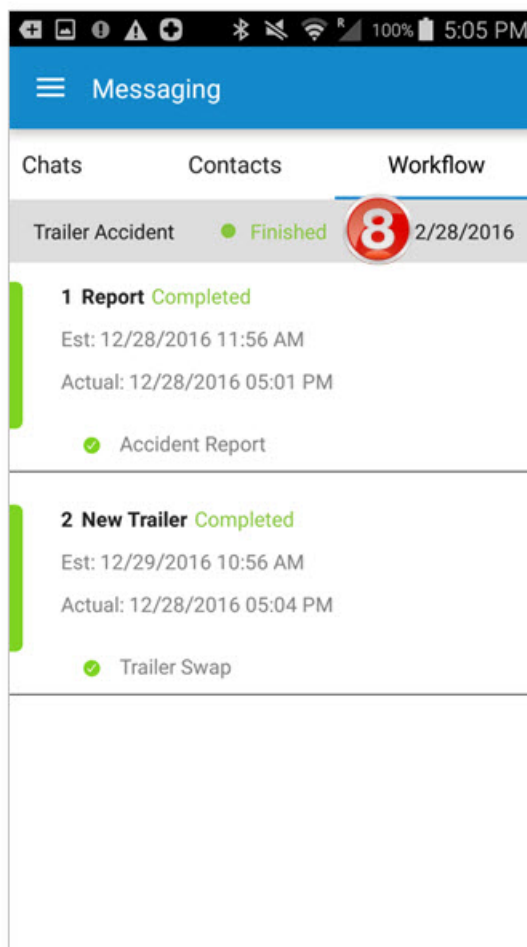 R 100% 5:05 PM
Messaging
Chats Contacts Workflow
Trailer Accident Finished 8 2/28/2016
1 Report Completed
Est: 12/28/2016 11:56 AM
Actual: 12/28/2016 05:01 PM
Accident Report
2 New Trailer Completed
Est: 12/29/2016 10:56 AM
Actual: 12/28/2016 05:04 PM
Trailer Swap